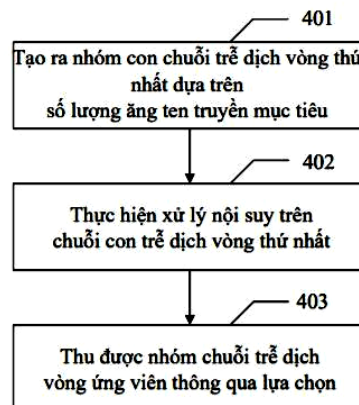 401
Tạo ra nhóm con chuỗi trễ dịch vòng thứ
nhất dựa trên
số lượng ăng ten truyền mục tiêu
402
Thực hiện xử lý nội suy trên
chuỗi con trễ dịch vòng thứ nhất
403
Thu được nhóm chuỗi trễ dịch
vòng ứng viên thông qua lựa chọn